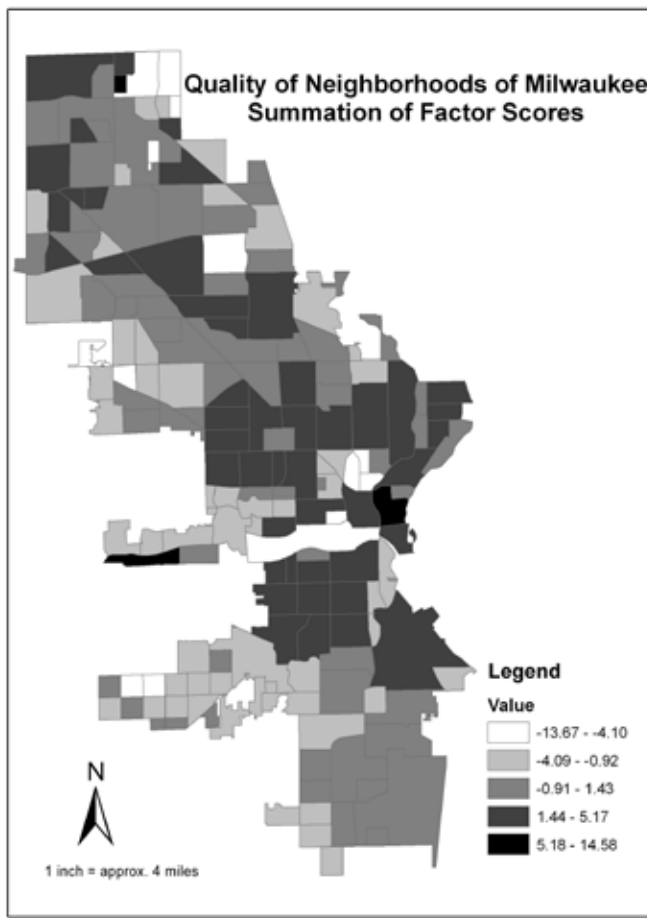 Quality of Neighborhoods of Milwaukee
Summation of Factor Scores
Legend
Value
-13.67 - -4.10
-4.09 - -0.92
-0.91 - 1.43
1.44 - 5.17
5.18 - 14.58
N
1 inch = approx. 4 miles